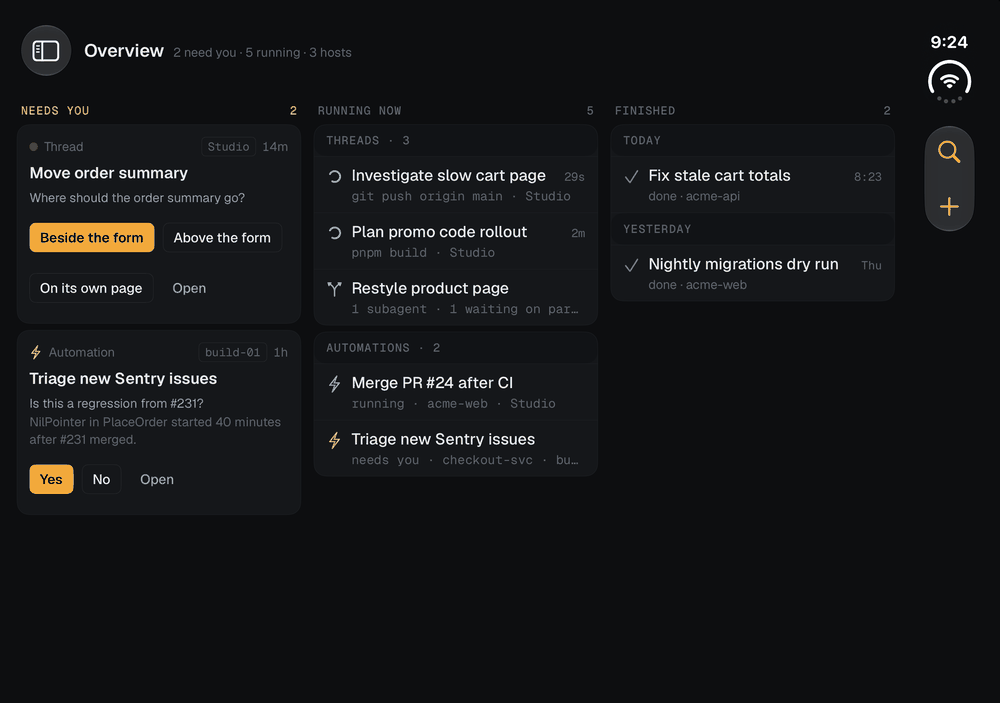 Overview 2 need you · 5 running · 3 hosts
9:24
NEEDS YOU 2
Thread Studio 14m
Move order summary
Where should the order summary go?
Beside the form Above the form
On its own page Open
Automation build-01 1h
Triage new Sentry issues
Is this a regression from #231?
NilPointer in PlaceOrder started 40 minutes
after #231 merged.
Yes No Open
RUNNING NOW 5
THREADS · 3
Investigate slow cart page 29s
git push origin main · Studio
Plan promo code rollout 2m
pnpm build · Studio
Restyle product page
1 subagent · 1 waiting on par…
AUTOMATIONS · 2
Merge PR #24 after CI
running · acme-web · Studio
Triage new Sentry issues
needs you · checkout-svc · bu…
FINISHED 2
TODAY
Fix stale cart totals 8:23
done · acme-api
YESTERDAY
Nightly migrations dry run Thu
done · acme-web